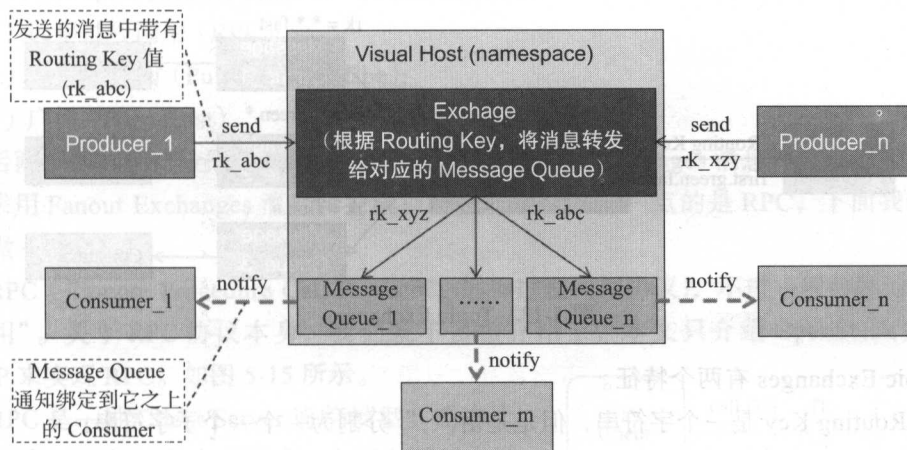 发送的消息中带有
Routing Key 值
(rk_abc)
Visual Host (namespace)
Exchage
（根据 Routing Key，将消息转发
给对应的 Message Queue）
Producer_1
send
rk_abc
send
rk_xzy
Producer_n
rk_xyz
rk_abc
Consumer_1
notify
Message
Queue_1
……
Message
Queue_n
notify
Consumer_n
notify
Message Queue
通知绑定到它之上
的 Consumer
Consumer_m